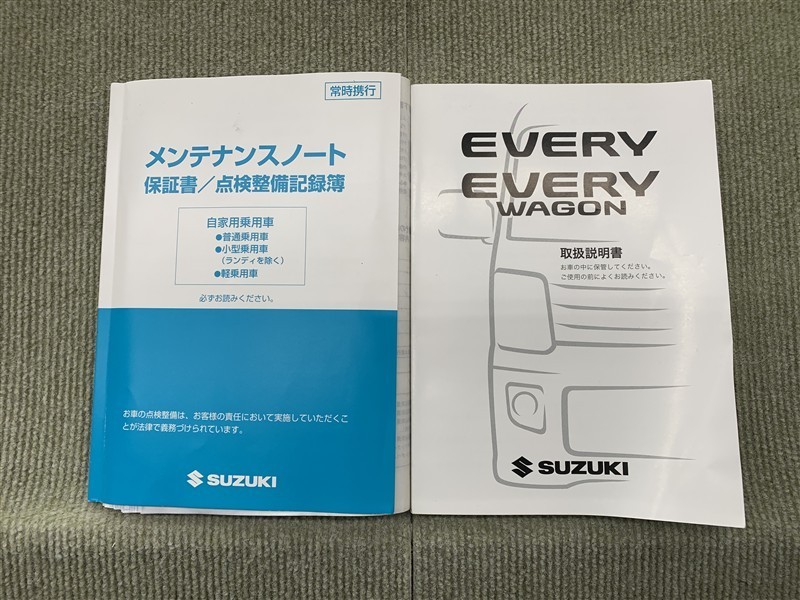 常時携行
メンテナンスノート
保証書／点検整備記録簿
自家用乗用車
●普通乗用車
●小型乗用車
（ランディを除く）
●軽乗用車
必ずお読みください。
お車の点検整備は、お客様の責任において実施していただくこ
とが法律で義務づけられています。
SUZUKI
EVERY
EVERY
WAGON
取扱説明書
お車の中に保管してください。
ご使用の前によくお読みください。
SUZUKI